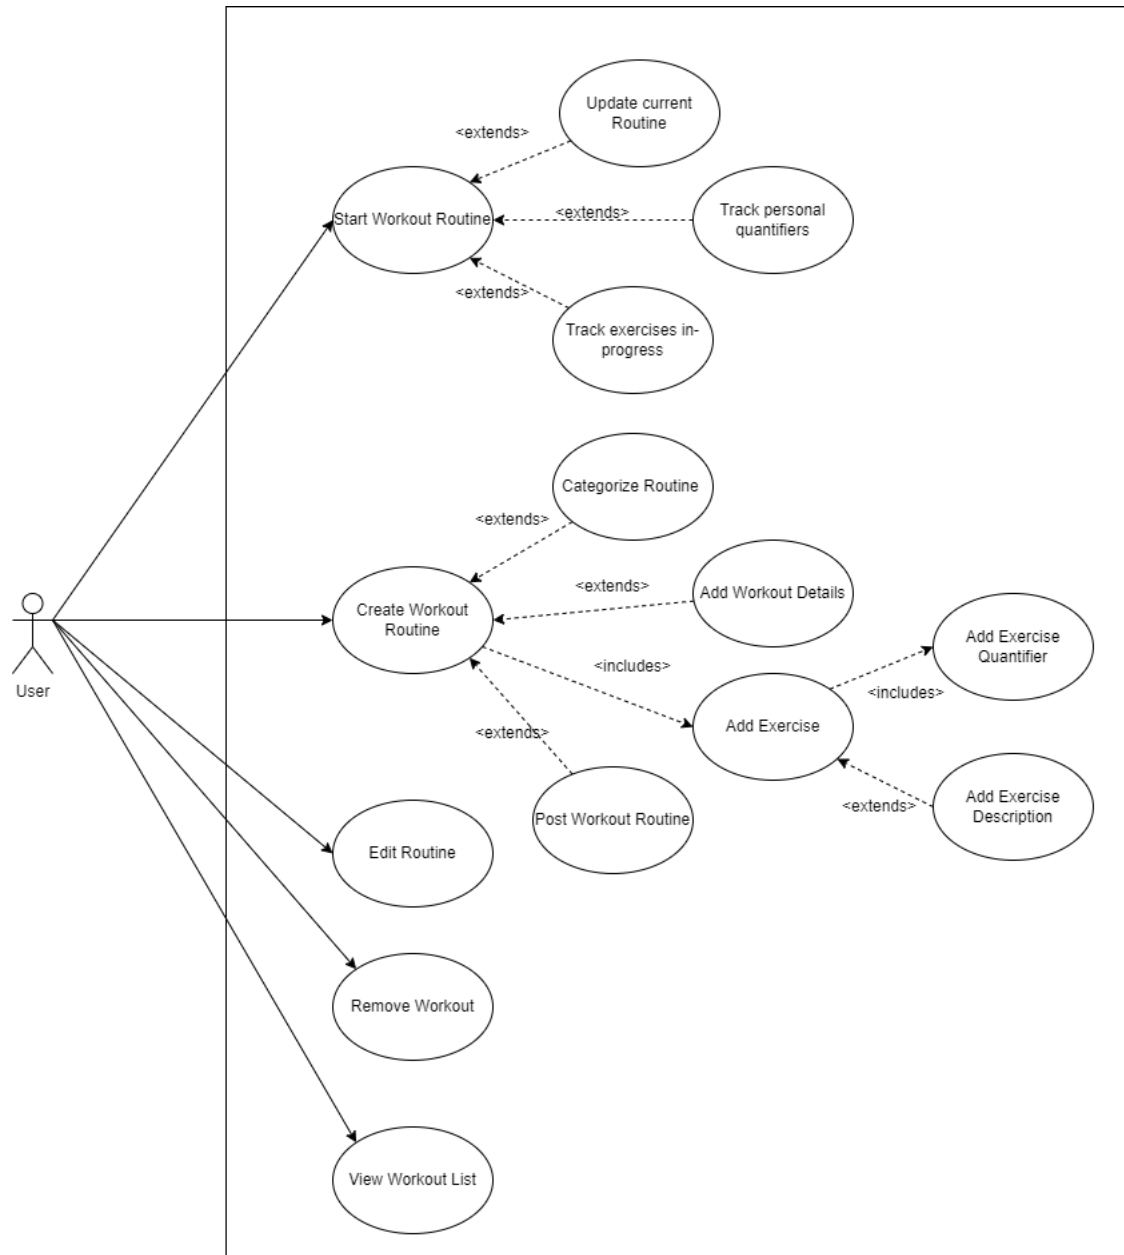 Update current
Routine
<extends>
Start Workout Routine
<extends>
Track personal
quantifiers
<extends>
Track exercises in-
progress
Categorize Routine
<extends>
<extends>
Add Workout Details
Create Workout
Routine
Add Exercise
Quantifier
<includes>
<includes>
Add Exercise
User
<extends>
<extends>
Add Exercise
Description
Post Workout Routine
Edit Routine
Remove Workout
View Workout List